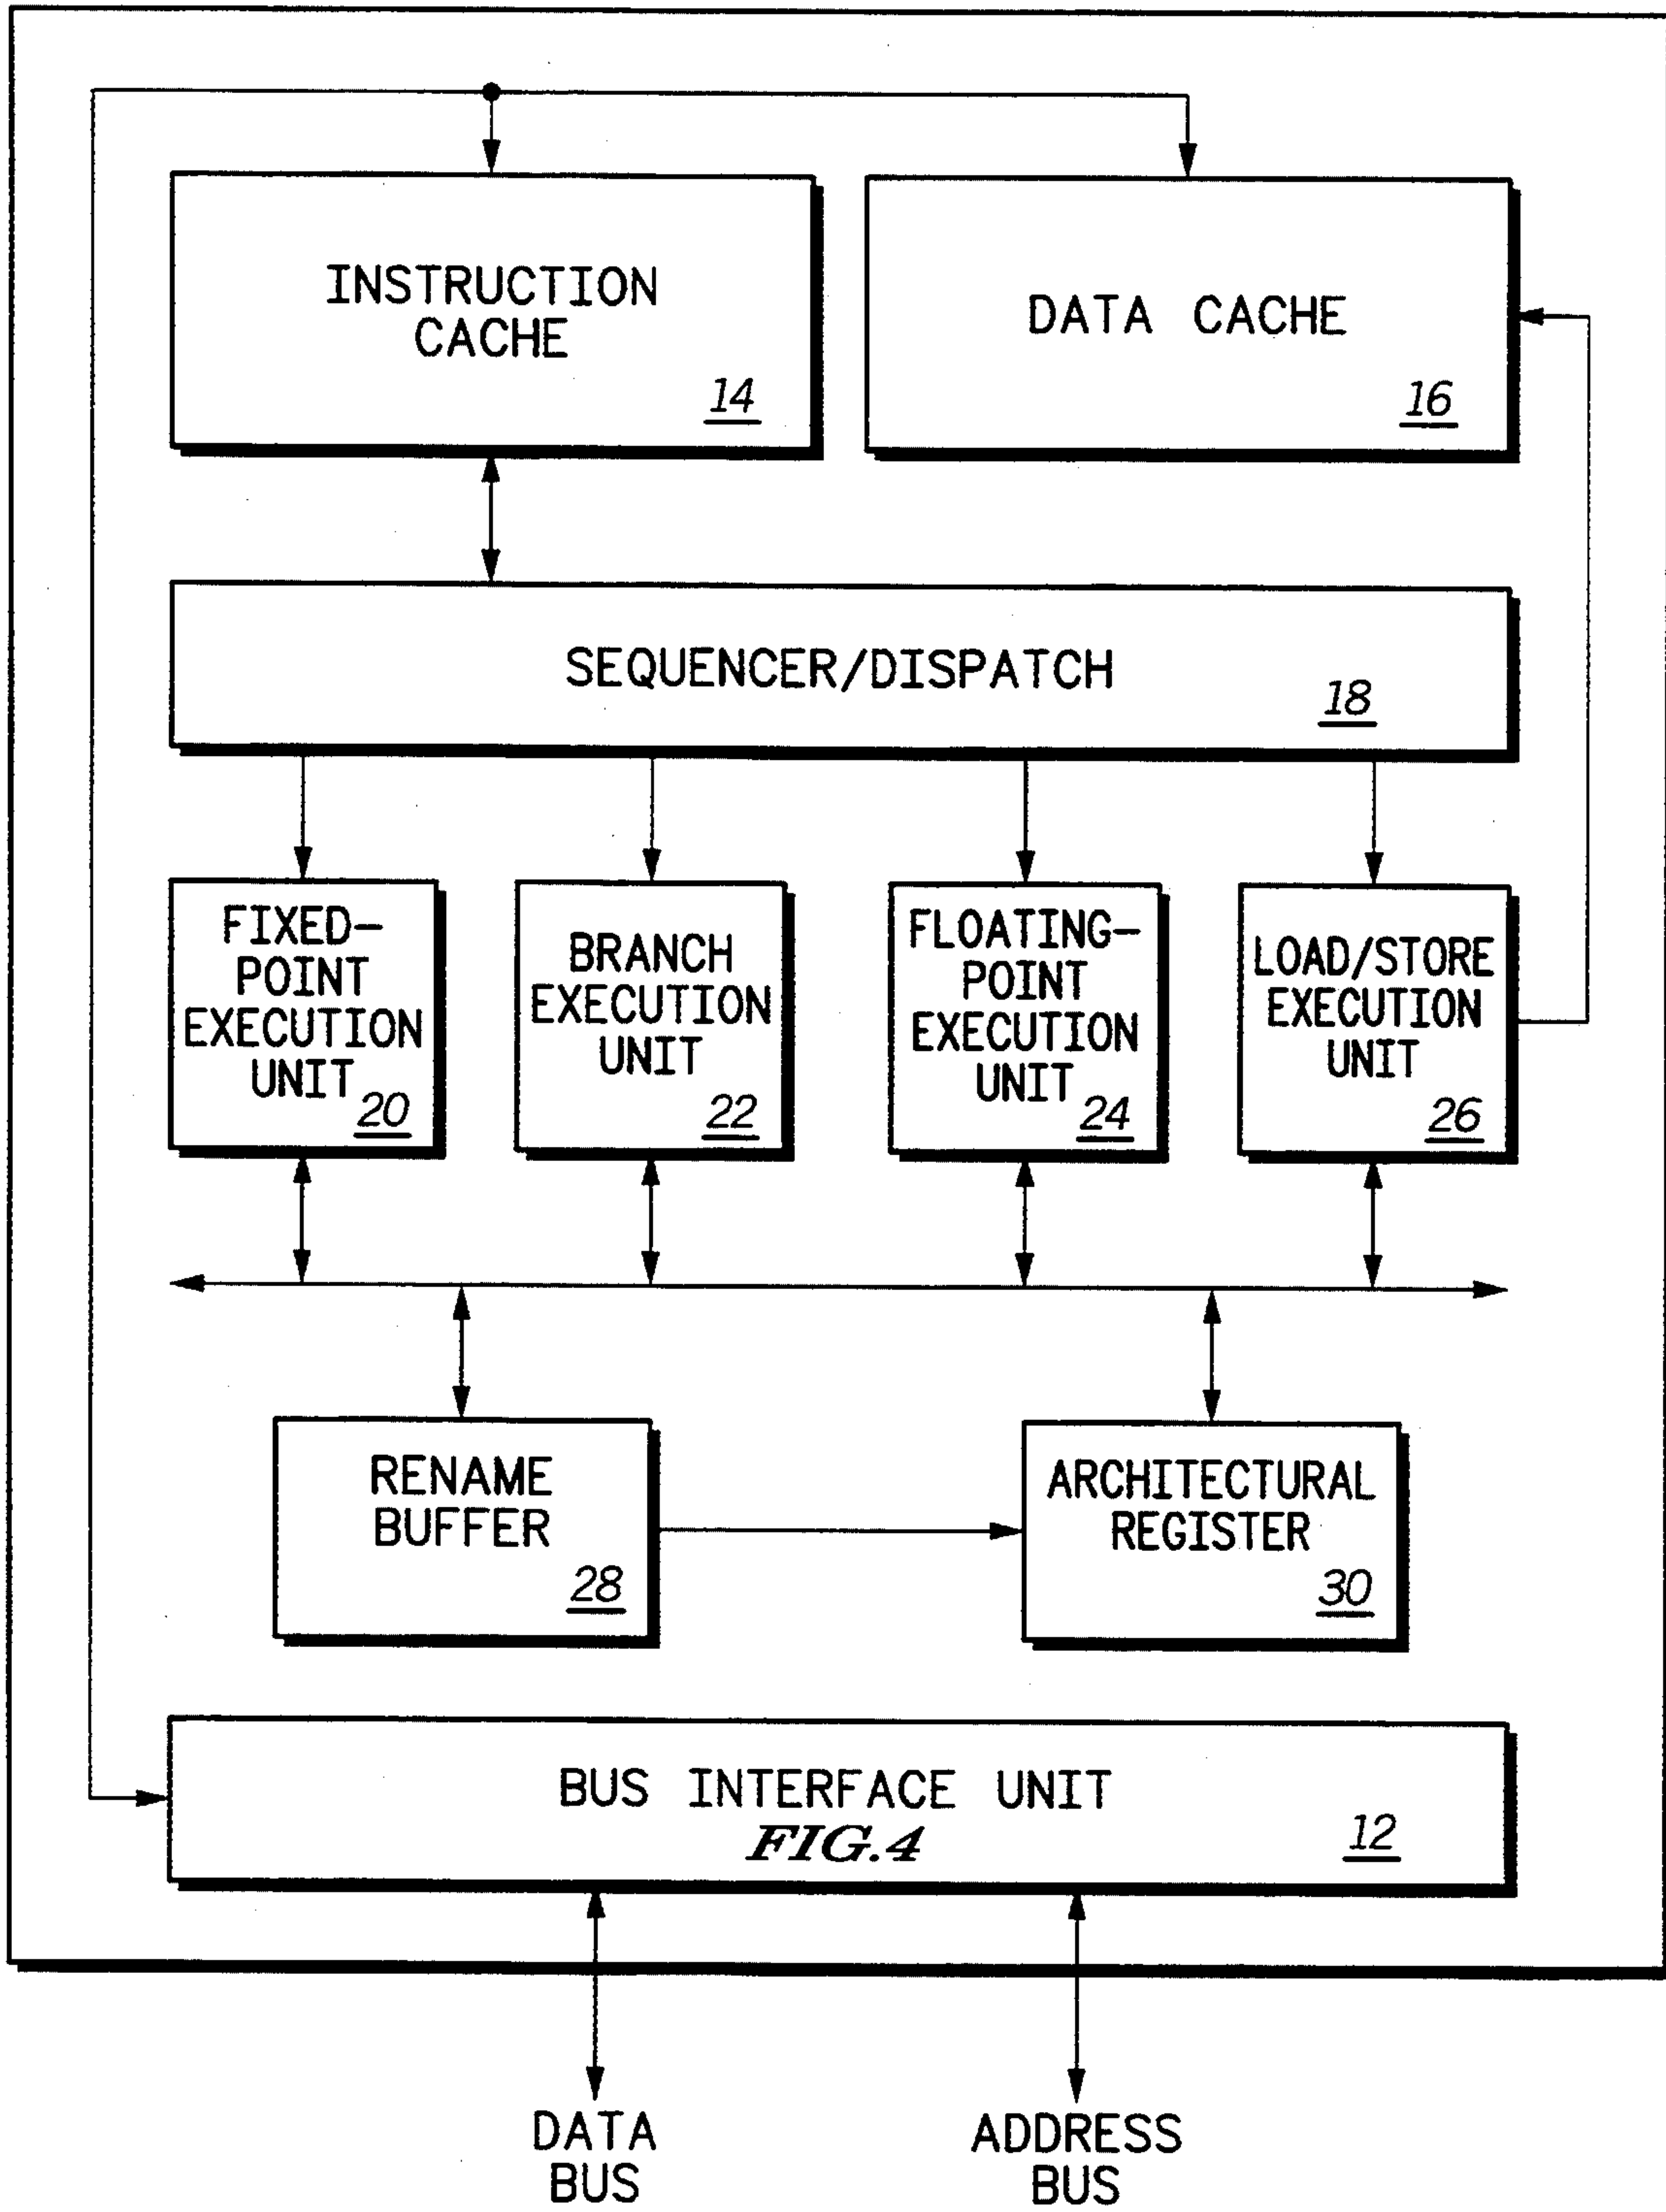 INSTRUCTION
CACHE
14
DATA CACHE
16
SEQUENCER/DISPATCH
18
FIXED-
POINT
EXECUTION
UNIT
20
BRANCH
EXECUTION
UNIT
22
FLOATING-
POINT
EXECUTION
UNIT
24
LOAD/STORE
EXECUTION
UNIT
26
RENAME
BUFFER
28
ARCHITECTURAL
REGISTER
30
BUS INTERFACE UNIT
FIG.4
12
DATA
BUS
ADDRESS
BUS